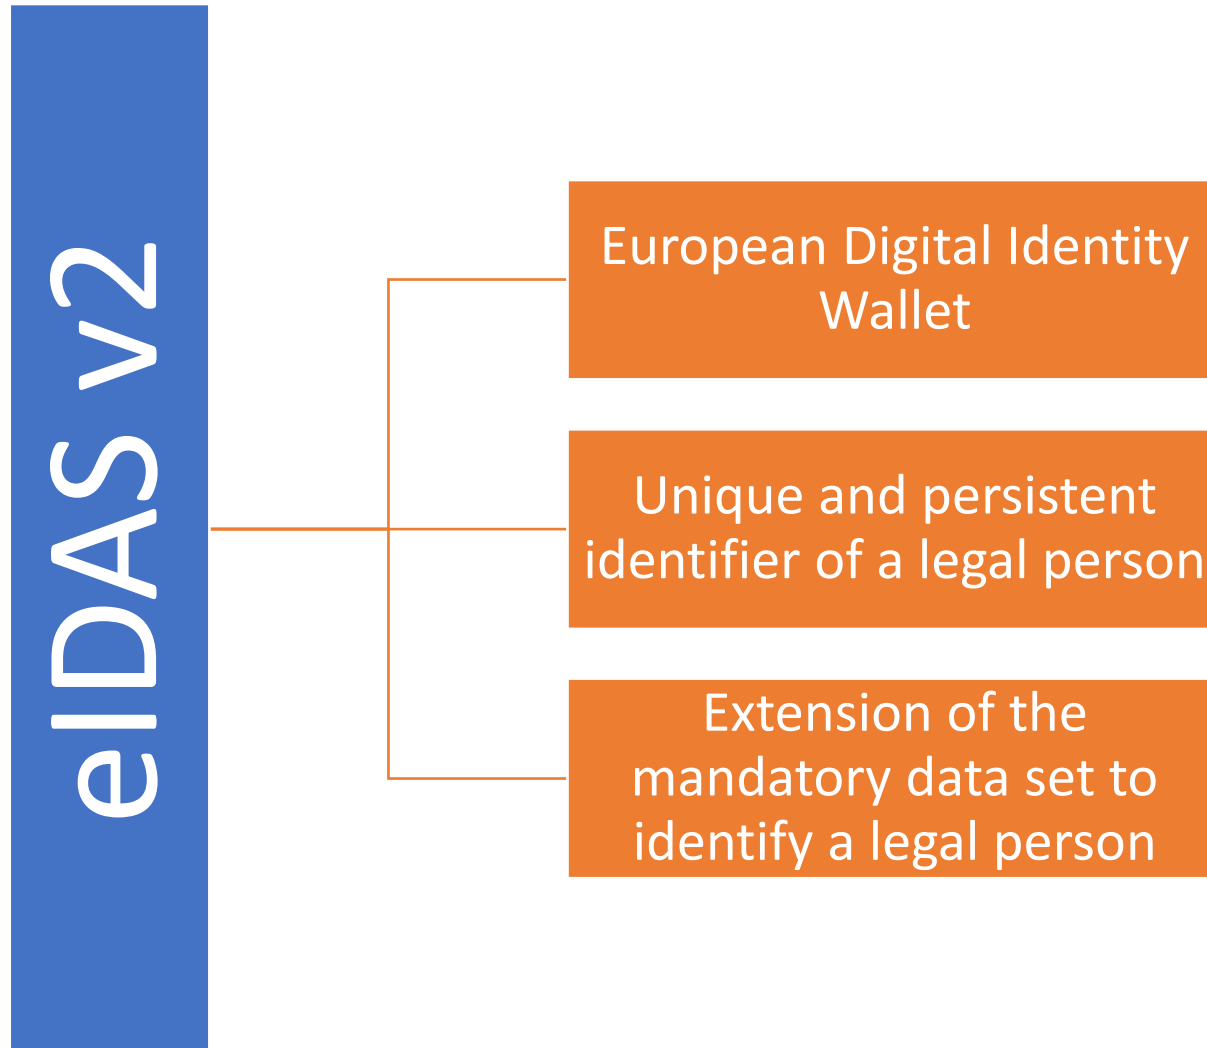 eIDAS v2
European Digital Identity
Wallet
Unique and persistent
identifier of a legal person
Extension of the
mandatory data set to
identify a legal person